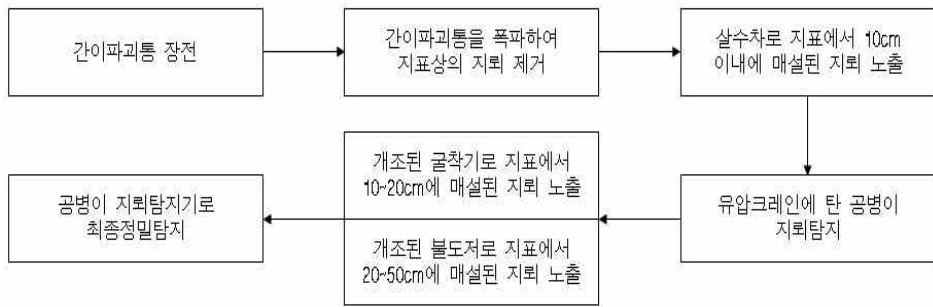 간이파괴통 장전
간이파괴통을 폭파하여
지표상의 지뢰 제거
살수차로 지표에서 10cm
이내에 매설된 지뢰 노출
유압크레인에 탄 공병이
지뢰탐지
개조된 굴착기로 지표에서
10~20cm에 매설된 지뢰 노출
개조된 불도저로 지표에서
20~50cm에 매설된 지뢰 노출
공병이 지뢰탐지기로
최종정밀탐지